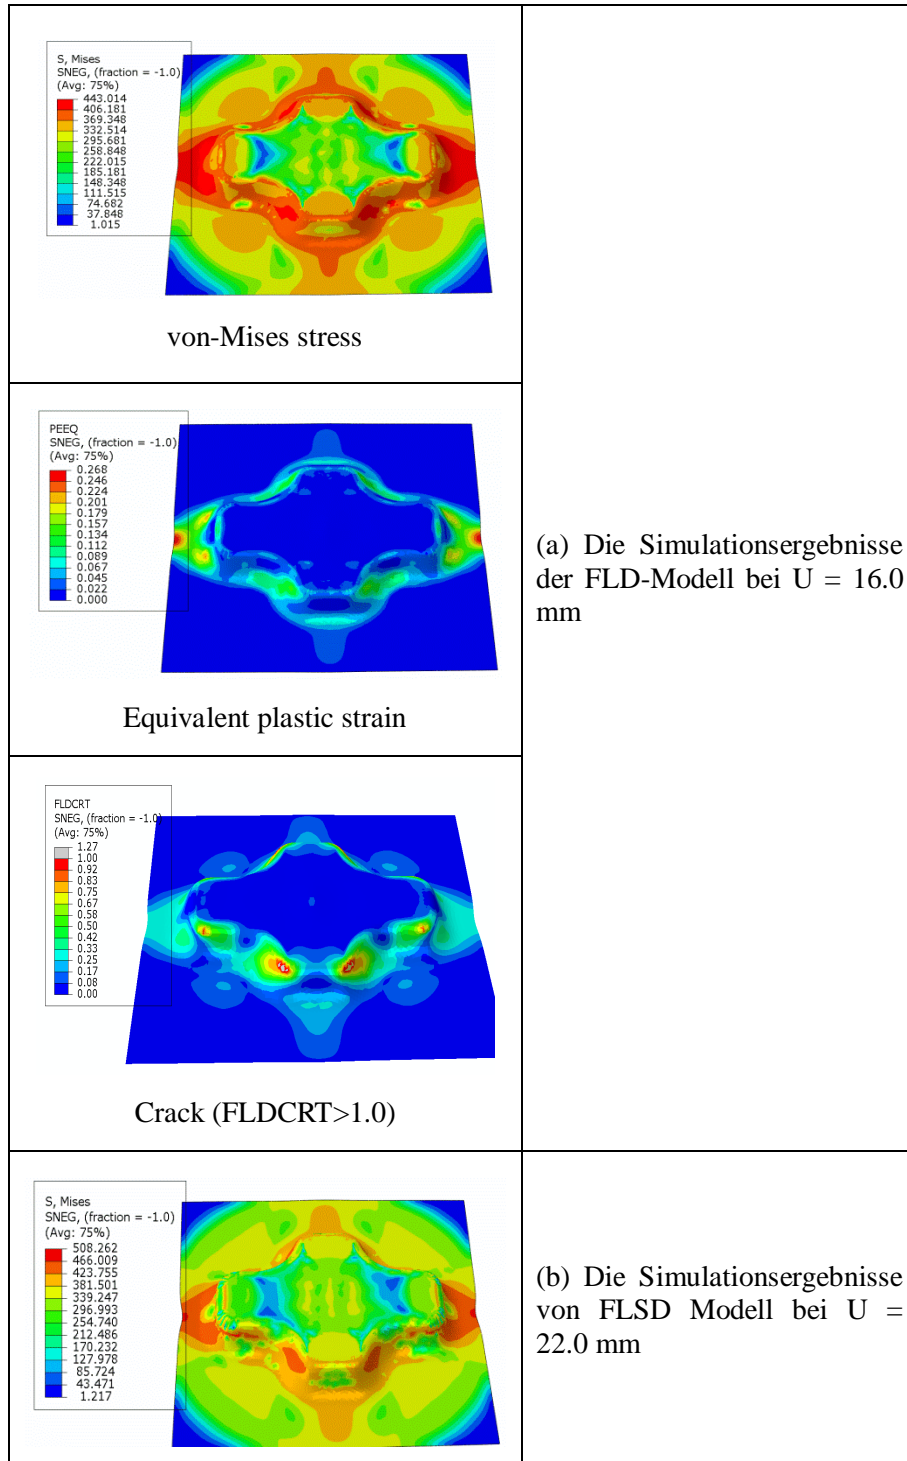 S, Mises
SNEG, (fraction = -1.0)
(Avg: 75%)
443.014
406.181
369.348
332.514
295.681
258.848
222.015
185.181
148.348
111.515
74.682
37.848
1.015
von-Mises stress
PEEQ
SNEG, (fraction = -1.0)
(Avg: 75%)
0.268
0.246
0.224
0.201
0.179
0.157
0.134
0.112
0.089
0.067
0.045
0.022
0.000
Equivalent plastic strain
FLDCRT
SNEG, (fraction = -1.0)
(Avg: 75%)
1.27
1.00
0.92
0.83
0.75
0.67
0.58
0.50
0.42
0.33
0.25
0.17
0.08
0.00
Crack (FLDCRT>1.0)
(a) Die Simulationsergebnisse
der FLD-Modell bei U = 16.0
mm
S, Mises
SNEG, (fraction = -1.0)
(Avg: 75%)
508.262
466.009
423.755
381.501
339.247
296.993
254.740
212.486
170.232
127.978
85.724
43.471
1.217
(b) Die Simulationsergebnisse
von FLSD Modell bei U =
22.0 mm